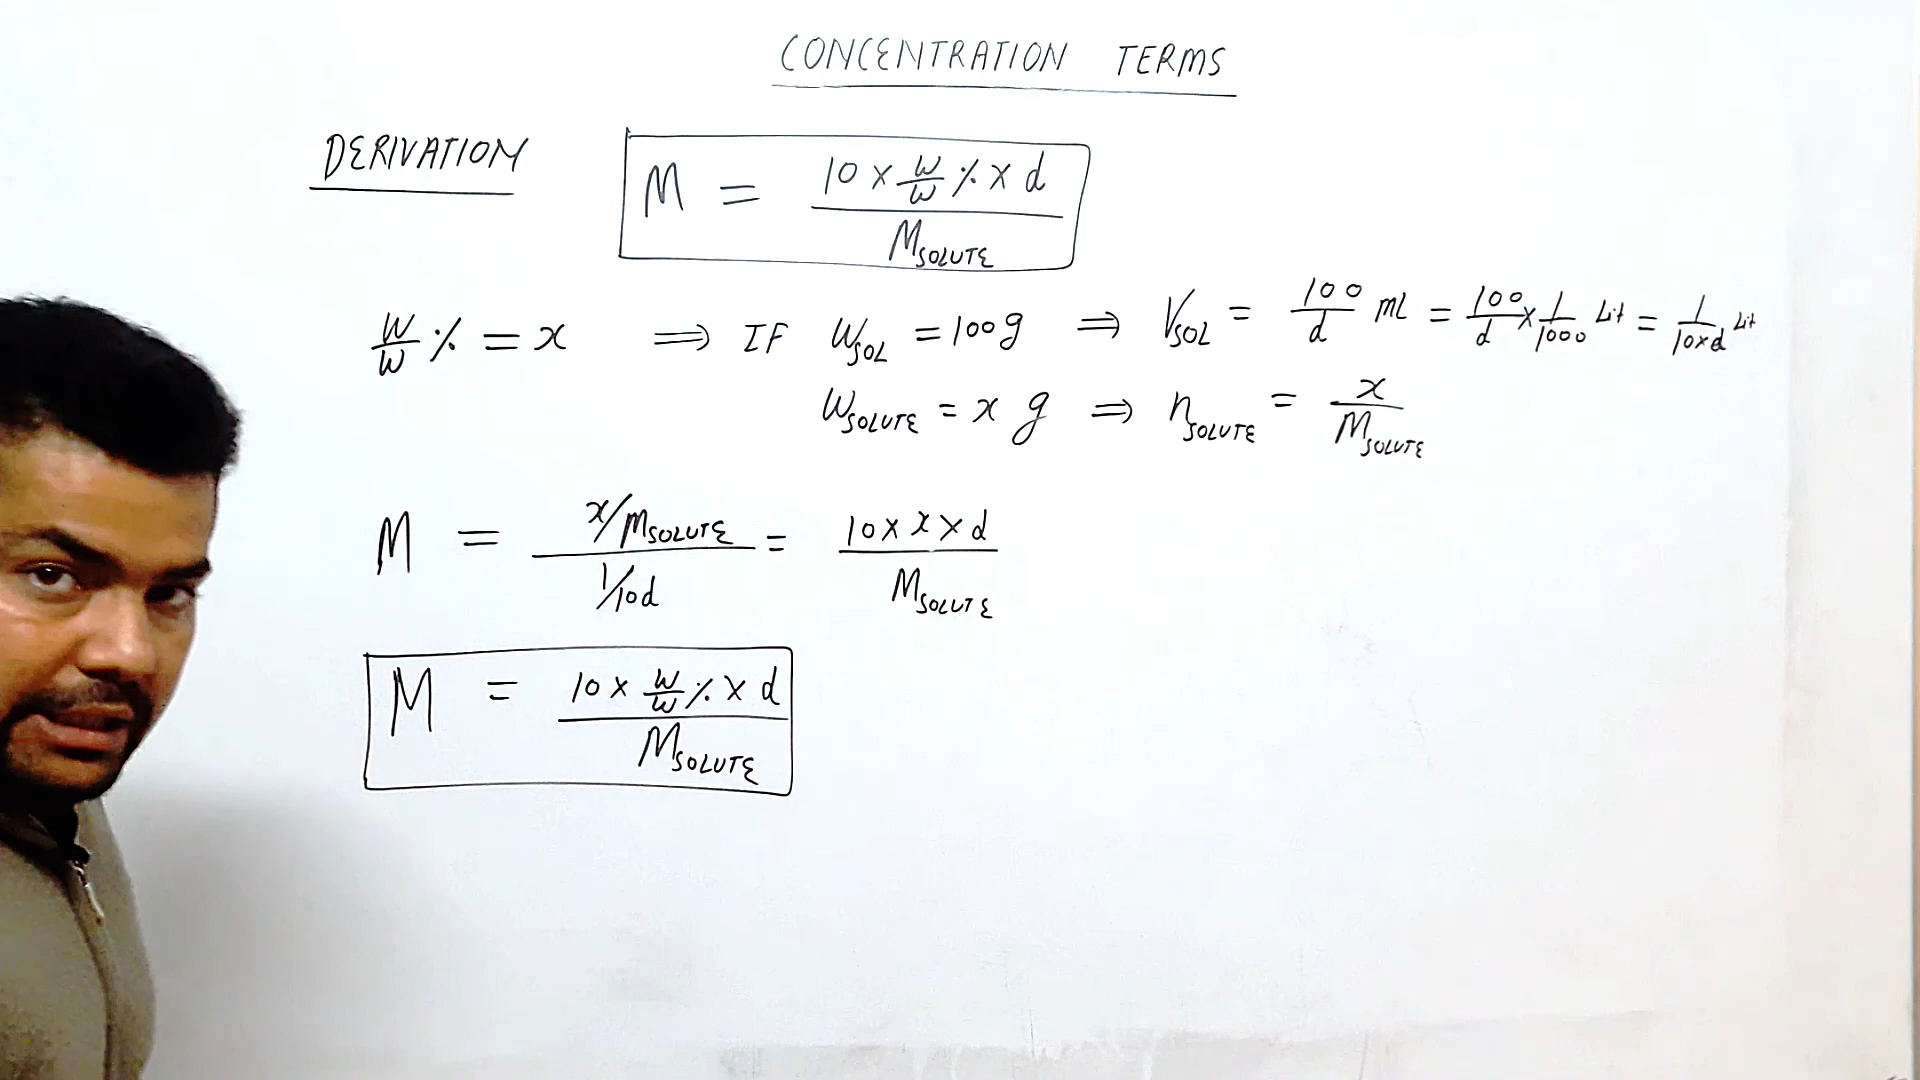 CONCENTRATION TERMS
DERIVATION M = (10 × W/W % × d) / M_SOLUTE
W/W % = x ⇒ IF W_SOL = 100g ⇒ V_SOL = 100/d ml = 100/d × 1/1000 Lit = 1/(10×d) Lit
W_SOLUTE = x g ⇒ n_SOLUTE = x / M_SOLUTE
M = (x/M_SOLUTE) / (1/10d) = (10 × x × d) / M_SOLUTE
M = (10 × W/W % × d) / M_SOLUTE